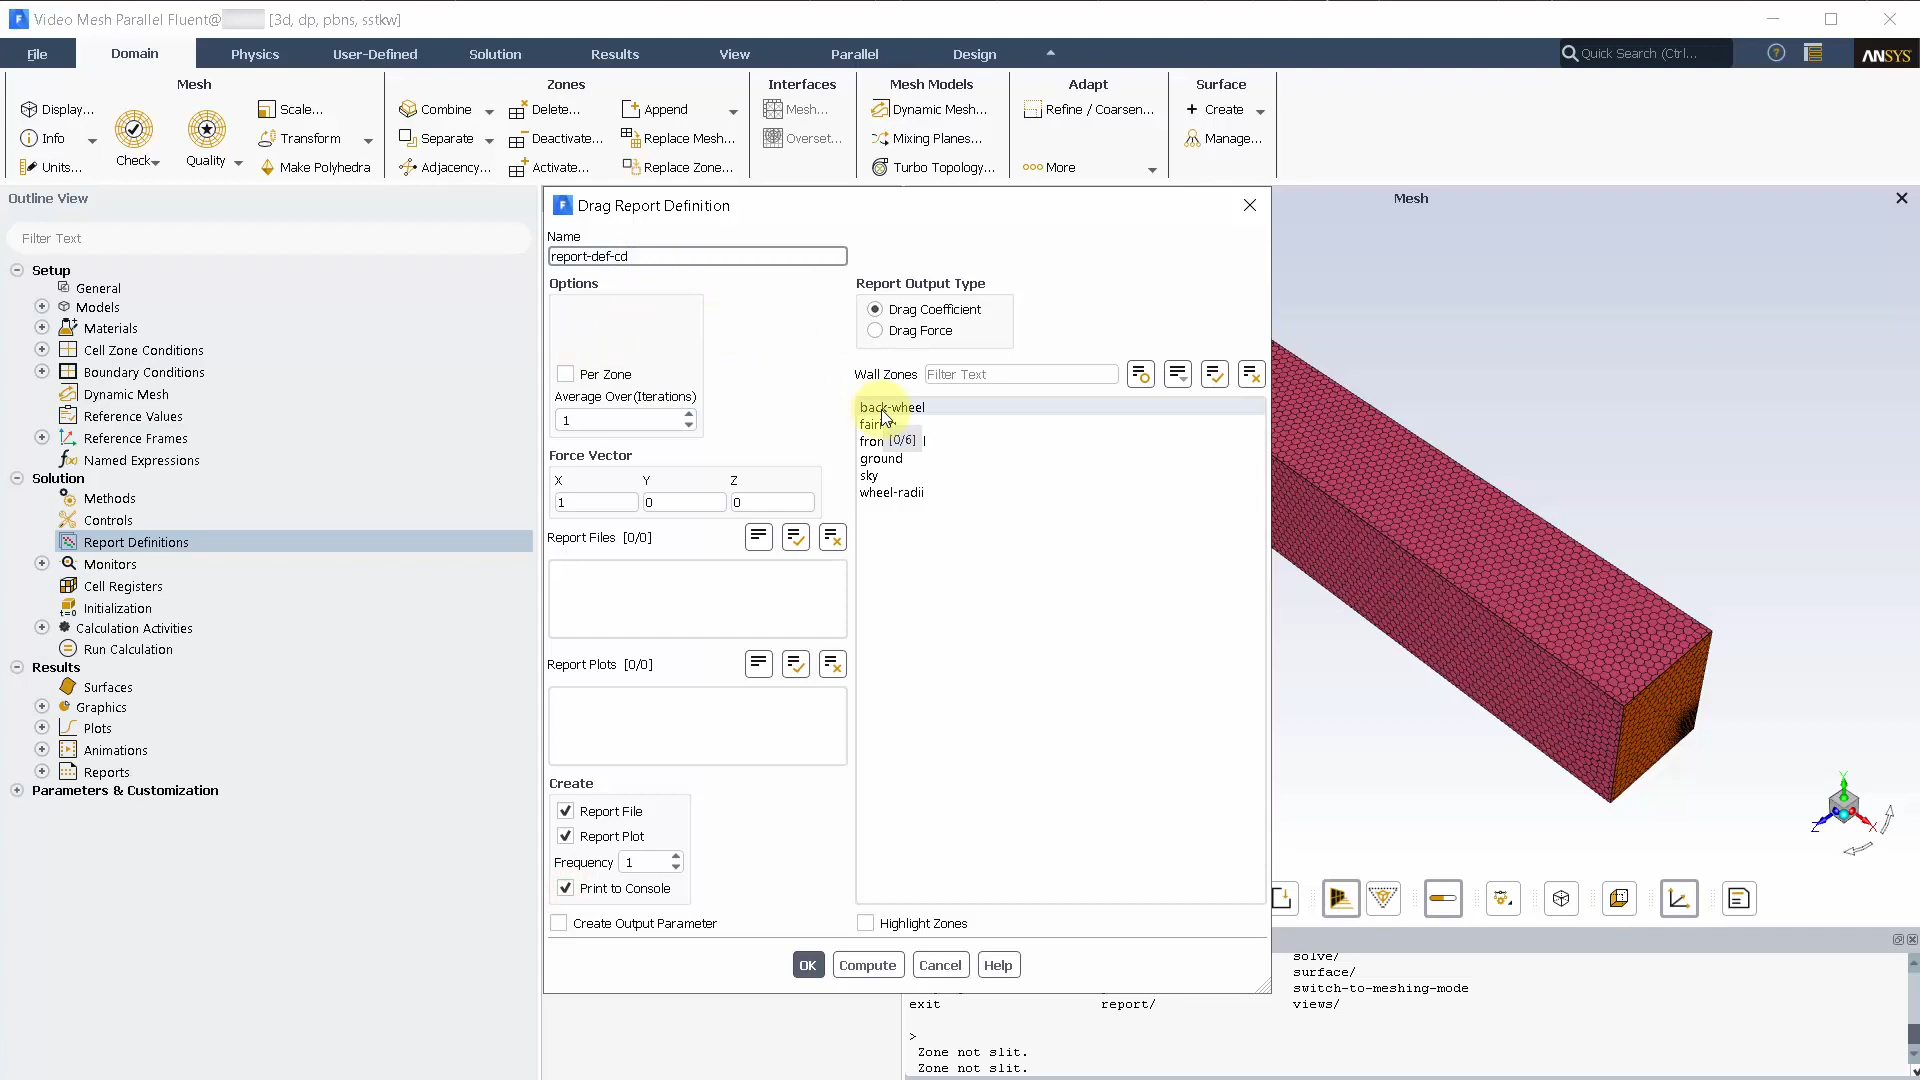 Video Mesh Parallel Fluent@ [3d, dp, pbns, sstkw]
File Domain Physics User-Defined Solution Results View Parallel Design Quick Search (Ctrl... ANSYS
Mesh
Display...
Info
Units...
Check
Quality
Scale...
Transform
Make Polyhedra
Zones
Combine
Separate
Adjacency...
Delete...
Deactivate...
Activate...
Append
Replace Mesh...
Replace Zone...
Interfaces
Mesh...
Overset...
Mesh Models
Dynamic Mesh...
Mixing Planes...
Turbo Topology...
Adapt
Refine / Coarsen...
More
Surface
Create
Manage...
Outline View
Filter Text
Setup
General
Models
Materials
Cell Zone Conditions
Boundary Conditions
Dynamic Mesh
Reference Values
Reference Frames
Named Expressions
Solution
Methods
Controls
Report Definitions
Monitors
Cell Registers
Initialization
Calculation Activities
Run Calculation
Results
Surfaces
Graphics
Plots
Animations
Reports
Parameters & Customization
Drag Report Definition
Name
report-def-cd
Options
Per Zone
Average Over(Iterations)
1
Force Vector
X Y Z
1 0 0
Report Files [0/0]
Report Plots [0/0]
Create
Report File
Report Plot
Frequency 1
Print to Console
Create Output Parameter
Report Output Type
Drag Coefficient
Drag Force
Wall Zones Filter Text
back-wheel
[0/6]
ground
sky
wheel-radii
Highlight Zones
OK Compute Cancel Help
Mesh
Y
Z X
solve/
surface/
switch-to-meshing-mode
exit report/ views/
>
Zone not slit.
Zone not slit.